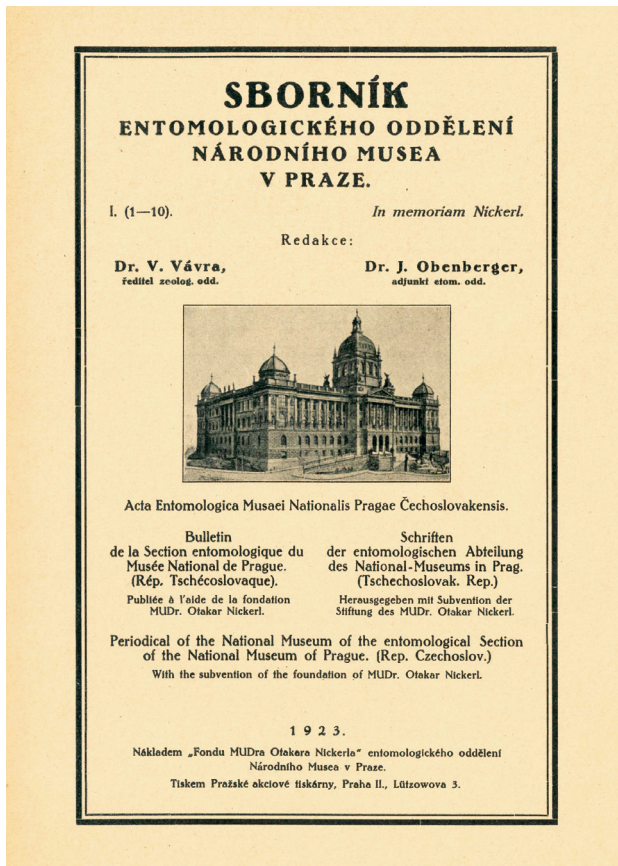 SBORNÍK
ENTOMOLOGICKÉHO ODDĚLENÍ
NÁRODNÍHO MUSEA
V PRAZE.
I. (1—10).
In memoriam Nickerl.
Redakce:
Dr. V. Vávra,
ředitel zoolog. odd.
Dr. J. Obenberger,
adjunkt etom. odd.
Acta Entomologica Musaei Nationalis Pragae Čechoslovakensis.
Bulletin
de la Section entomologique du
Musée National de Prague.
(Rép. Tschécoslovaque).
Publiée à l'aide de la fondation
MUDr. Otakar Nickerl.
Schriften
der entomologischen Abteilung
des National-Museums in Prag.
(Tschechoslovak. Rep.)
Herausgegeben mit Subvention der
Stiftung des MUDr. Otakar Nickerl.
Periodical of the National Museum of the entomological Section
of the National Museum of Prague. (Rep. Czechoslov.)
With the subvention of the foundation of MUDr. Otakar Nickerl.
1923.
Nákladem „Fondu MUDra Otakara Nickerla“ entomologického oddělení
Národního Musea v Praze.
Tiskem Pražské akciové tiskárny, Praha II., Lützowova 3.